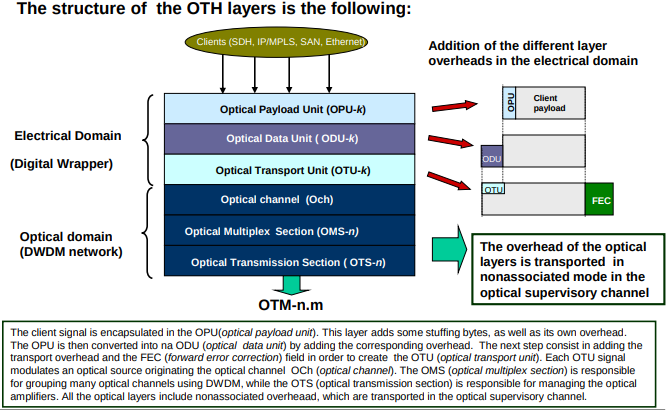 The structure of the OTH layers is the following:
Clients (SDH, IP/MPLS, SAN, Ethernet)
Addition of the different layer
overheads in the electrical domain
Electrical Domain
(Digital Wrapper)
Optical domain
(DWDM network)
Optical Payload Unit (OPU-k)
Optical Data Unit ( ODU-k)
Optical Transport Unit (OTU-k)
Optical channel (Och)
Optical Multiplex Section (OMS-n)
Optical Transmission Section ( OTS-n)
OTM-n.m
OPU
Client
payload
ODU
OTU
FEC
The overhead of the optical
layers is transported in
nonassociated mode in the
optical supervisory channel
The client signal is encapsulated in the OPU(optical payload unit). This layer adds some stuffing bytes, as well as its own overhead.
The OPU is then converted into na ODU (optical data unit) by adding the corresponding overhead. The next step consist in adding the
transport overhead and the FEC (forward error correction) field in order to create the OTU (optical transport unit). Each OTU signal
modulates an optical source originating the optical channel OCh (optical channel). The OMS (optical multiplex section) is responsible
for grouping many optical channels using DWDM, while the OTS (optical transmission section) is responsible for managing the optical
amplifiers. All the optical layers include nonassociated overheaad, which are transported in the optical supervisory channel.